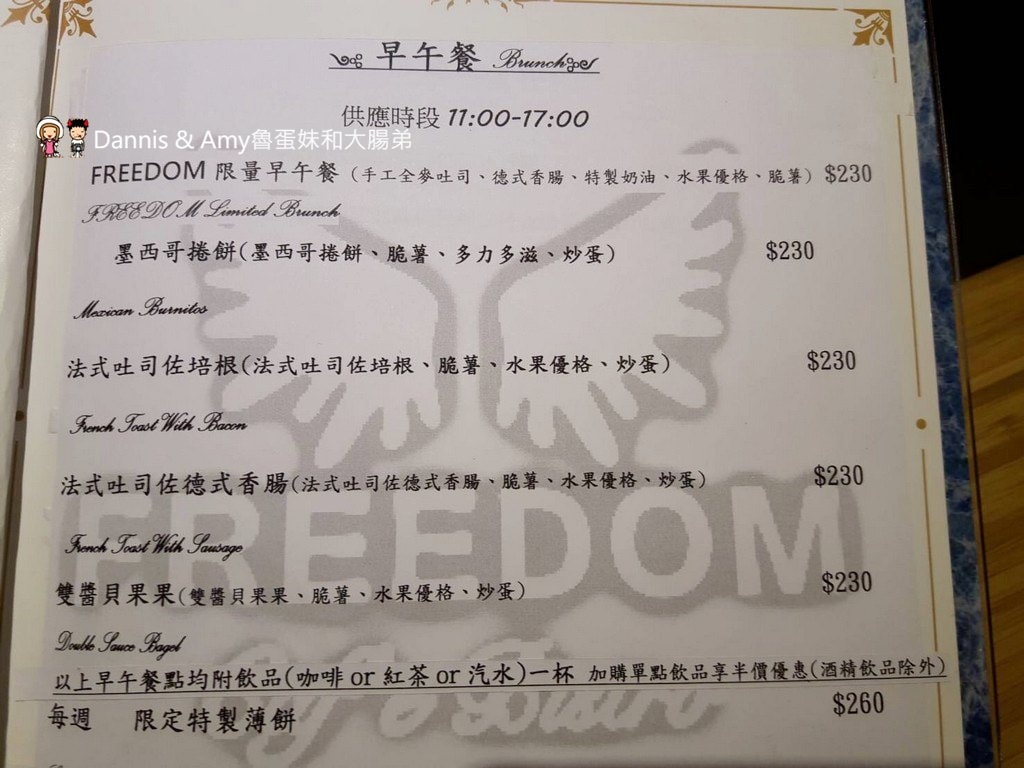 早午餐 Brunch
供應時段 11:00-17:00
Dannis & Amy魯蛋妹和大腸弟
FREEDOM 限量早午餐 (手工全麥吐司、德式香腸、特製奶油、水果優格、脆薯) $230
FREEDOM Limited Brunch
墨西哥捲餅(墨西哥捲餅、脆薯、多力多滋、炒蛋) $230
Mexican Burnitos
法式吐司佐培根(法式吐司佐培根、脆薯、水果優格、炒蛋) $230
French Toast With Bacon
法式吐司佐德式香腸(法式吐司佐德式香腸、脆薯、水果優格、炒蛋) $230
FREEDOM
French Toast With Sausage
雙醬貝果果(雙醬貝果果、脆薯、水果優格、炒蛋) $230
Double Sauce Bagel
以上早午餐點均附飲品(咖啡 or 紅茶 or 汽水)一杯 加購單點飲品享半價優惠(酒精飲品除外)
每週 限定特製薄餅 $260